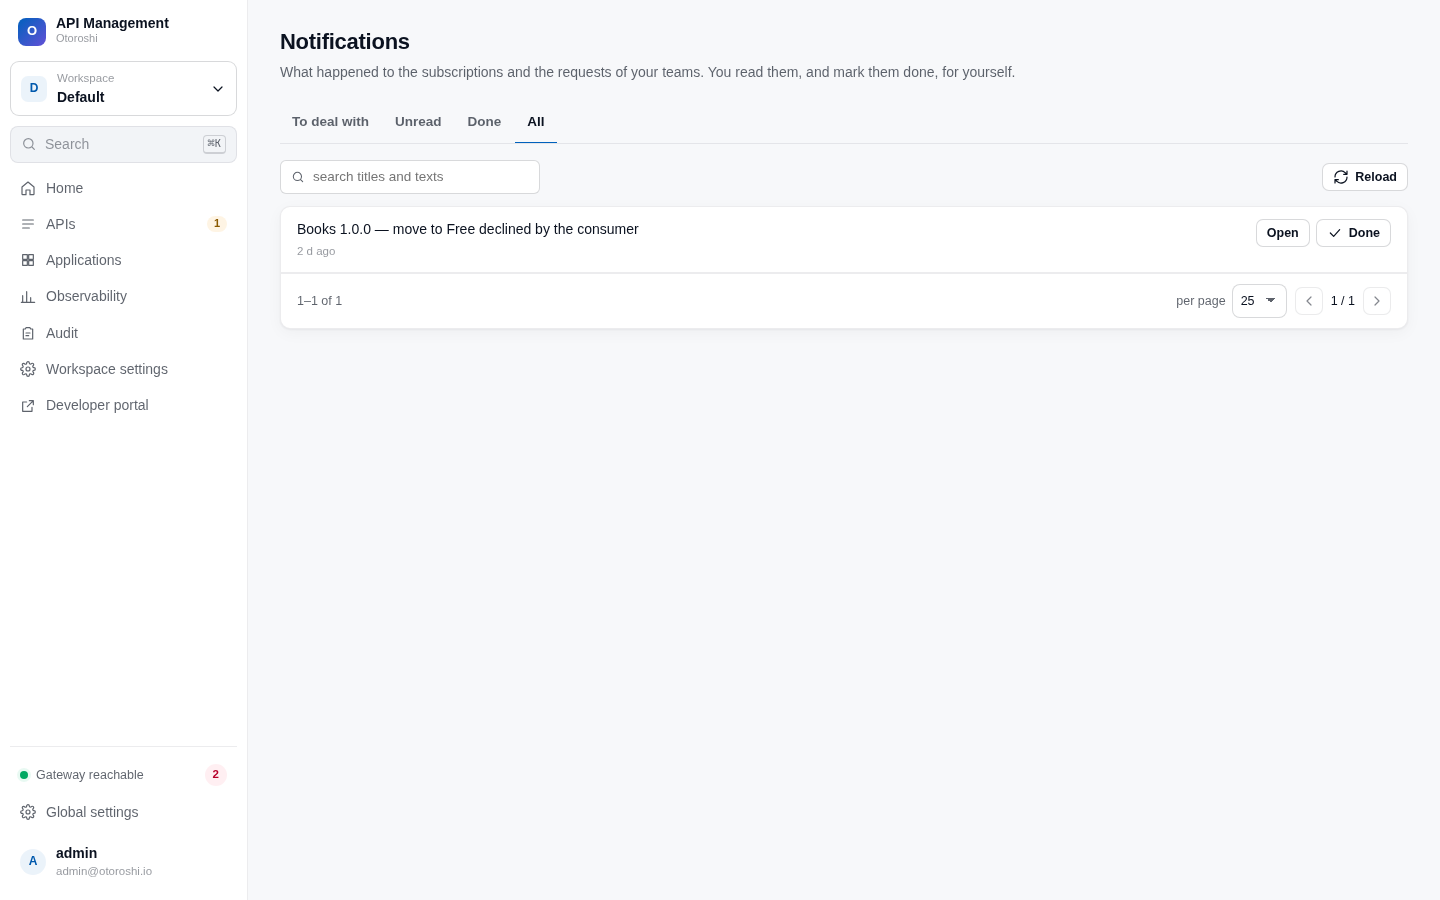 O
API Management
Otoroshi
D
Workspace
Default
Search
⌘K
Home
APIs
1
Applications
Observability
Audit
Workspace settings
Developer portal
Gateway reachable
2
Global settings
A
admin
admin@otoroshi.io
Notifications
What happened to the subscriptions and the requests of your teams. You read them, and mark them done, for yourself.
To deal with
Unread
Done
All
search titles and texts
Reload
Books 1.0.0 — move to Free declined by the consumer
2 d ago
Open
Done
1–1 of 1
per page
25
1 / 1